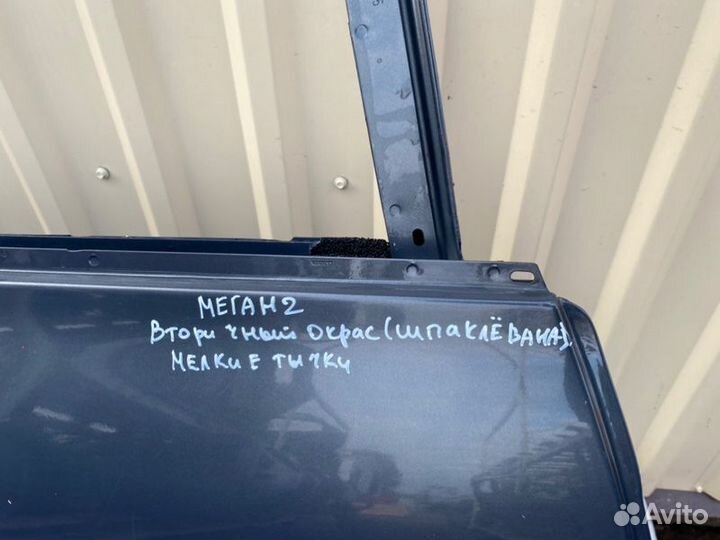 МЕГАН2
Вторичный окрас (шпаклёвана),
мелкие тычки
Avito